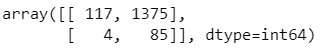 array([[ 117, 1375],
       [   4,   85]], dtype=int64)